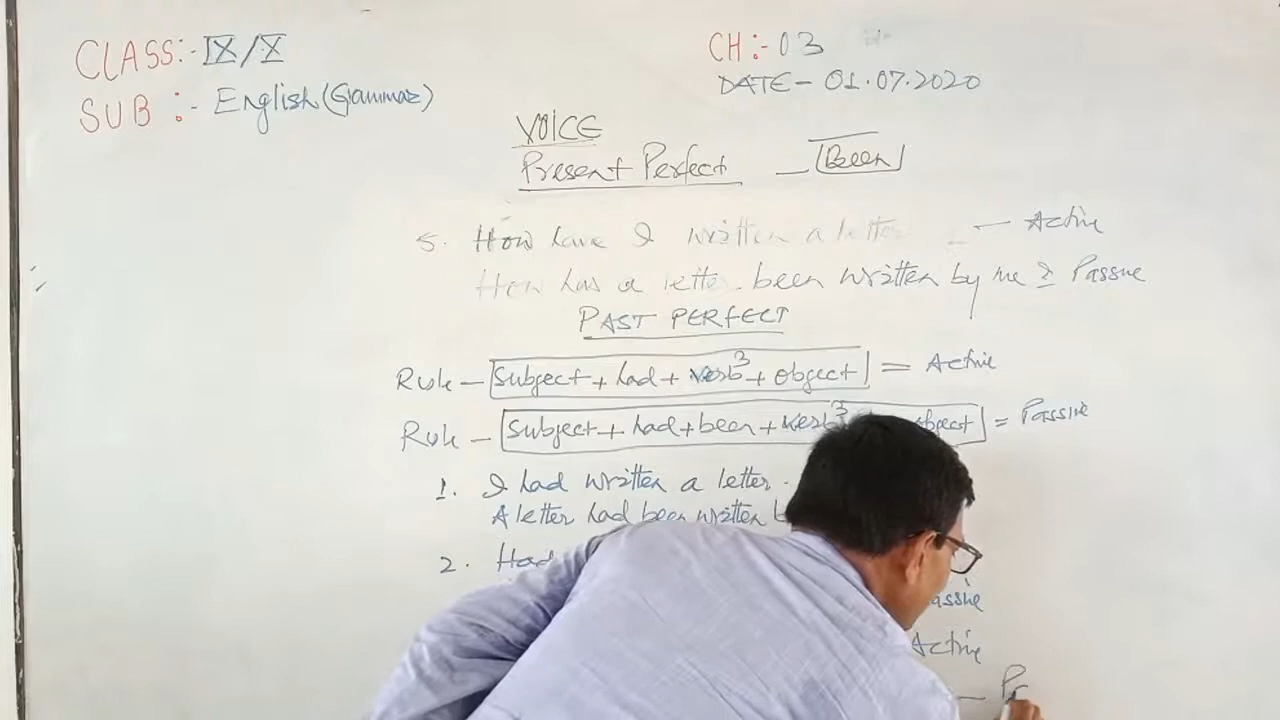 CLASS:- IX/X
SUB :- English (Grammar)
CH :- 03
DATE - 01.07.2020
VOICE
Present Perfect - Been
5. How have I written a letter - Active
How has a letter been written by me ? Passive
PAST PERFECT
Rule - Subject + had + verb3 + object = Active
Rule - Subject + had + been + verb3 object = Passive
1. I had written a letter.
A letter had been written b
2. Had
assive
Active
- P